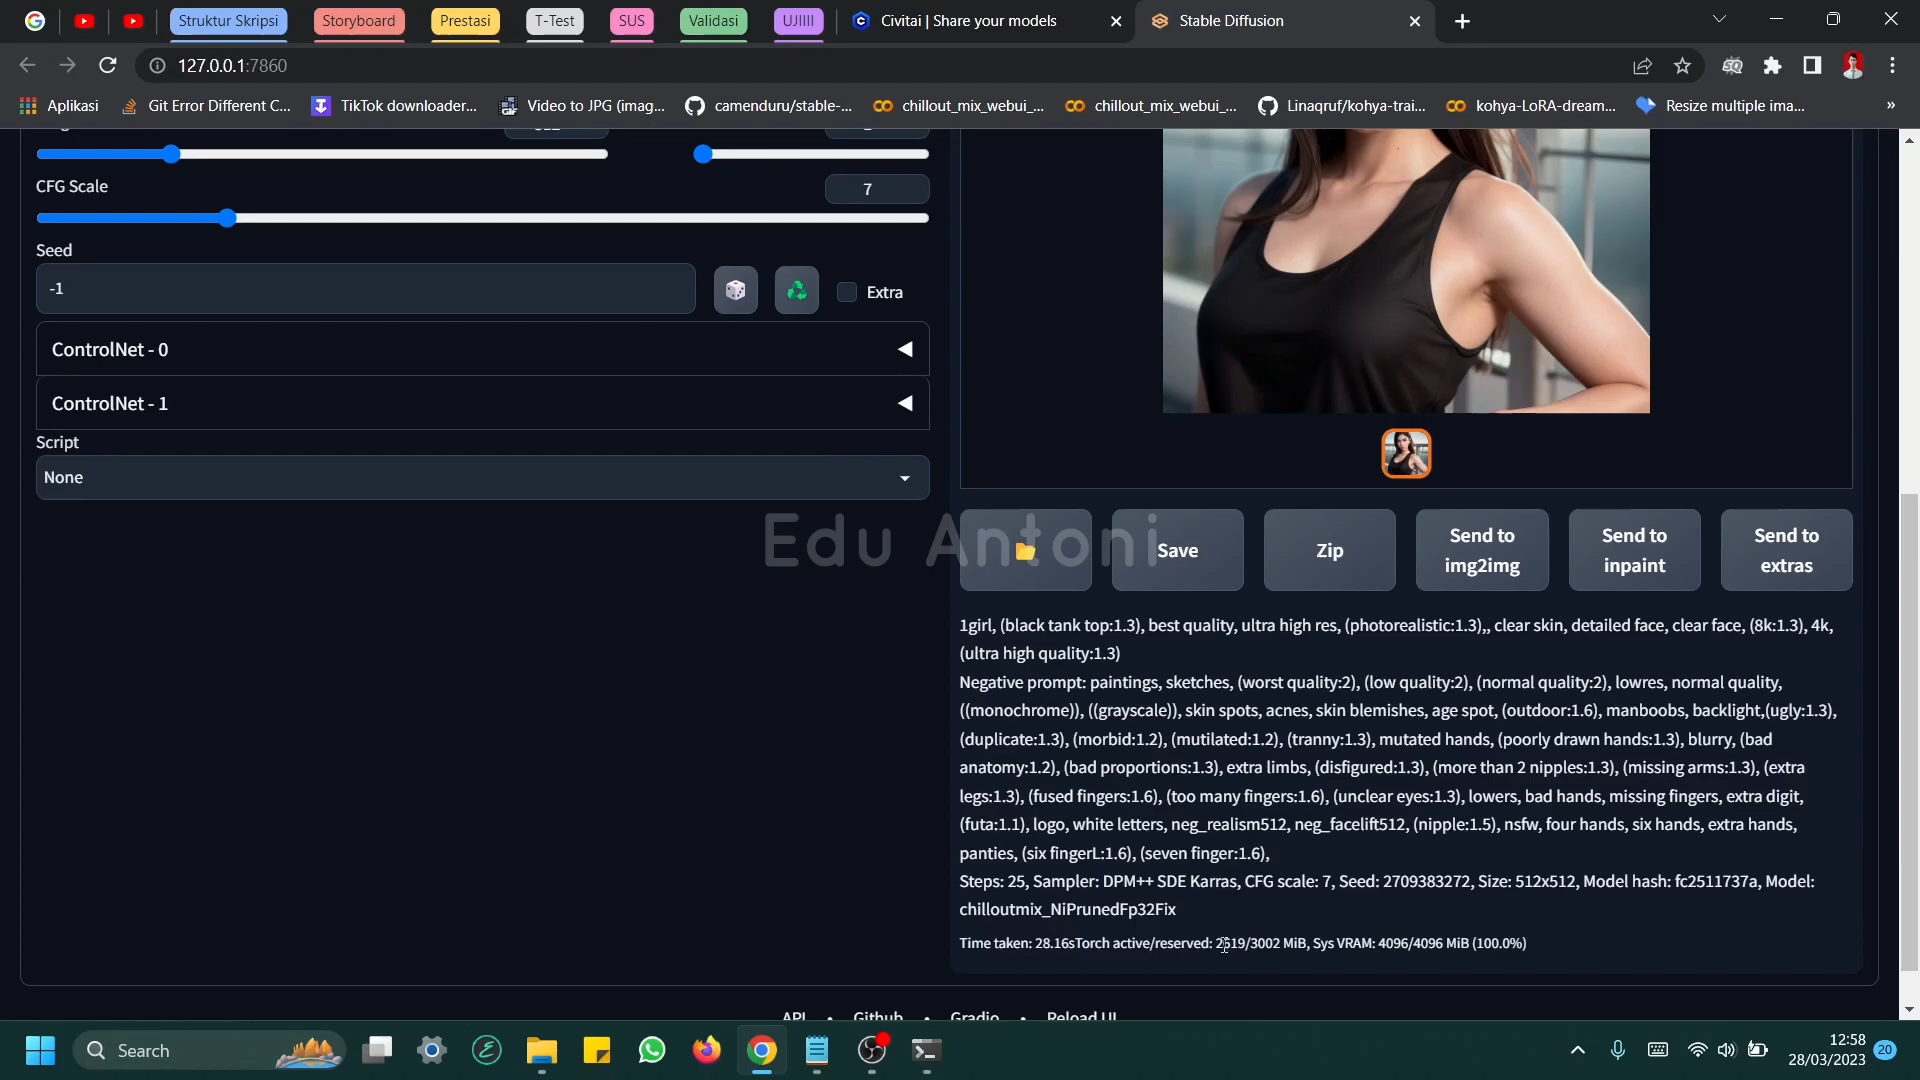 Struktur Skripsi
Storyboard
Prestasi
T-Test
SUS
Validasi
UJIIII
Civitai | Share your models
Stable Diffusion
127.0.0.1:7860
Aplikasi
Git Error Different C...
TikTok downloader...
Video to JPG (imag...
camenduru/stable-...
chillout_mix_webui_...
chillout_mix_webui_...
Linaqruf/kohya-trai...
kohya-LoRA-dream...
Resize multiple ima...
»
CFG Scale
7
Seed
-1
Extra
ControlNet - 0
ControlNet - 1
Script
None
Edu Antoni
Save
Zip
Send to img2img
Send to inpaint
Send to extras
1girl, (black tank top:1.3), best quality, ultra high res, (photorealistic:1.3),, clear skin, detailed face, clear face, (8k:1.3), 4k,
(ultra high quality:1.3)
Negative prompt: paintings, sketches, (worst quality:2), (low quality:2), (normal quality:2), lowres, normal quality,
((monochrome)), ((grayscale)), skin spots, acnes, skin blemishes, age spot, (outdoor:1.6), manboobs, backlight,(ugly:1.3),
(duplicate:1.3), (morbid:1.2), (mutilated:1.2), (tranny:1.3), mutated hands, (poorly drawn hands:1.3), blurry, (bad
anatomy:1.2), (bad proportions:1.3), extra limbs, (disfigured:1.3), (more than 2 nipples:1.3), (missing arms:1.3), (extra
legs:1.3), (fused fingers:1.6), (too many fingers:1.6), (unclear eyes:1.3), lowers, bad hands, missing fingers, extra digit,
(futa:1.1), logo, white letters, neg_realism512, neg_facelift512, (nipple:1.5), nsfw, four hands, six hands, extra hands,
panties, (six fingerL:1.6), (seven finger:1.6),
Steps: 25, Sampler: DPM++ SDE Karras, CFG scale: 7, Seed: 2709383272, Size: 512x512, Model hash: fc2511737a, Model:
chilloutmix_NiPrunedFp32Fix
Time taken: 28.16sTorch active/reserved: 2619/3002 MiB, Sys VRAM: 4096/4096 MiB (100.0%)
API • Github • Gradio • Reload UI
Search
12:58
28/03/2023
20